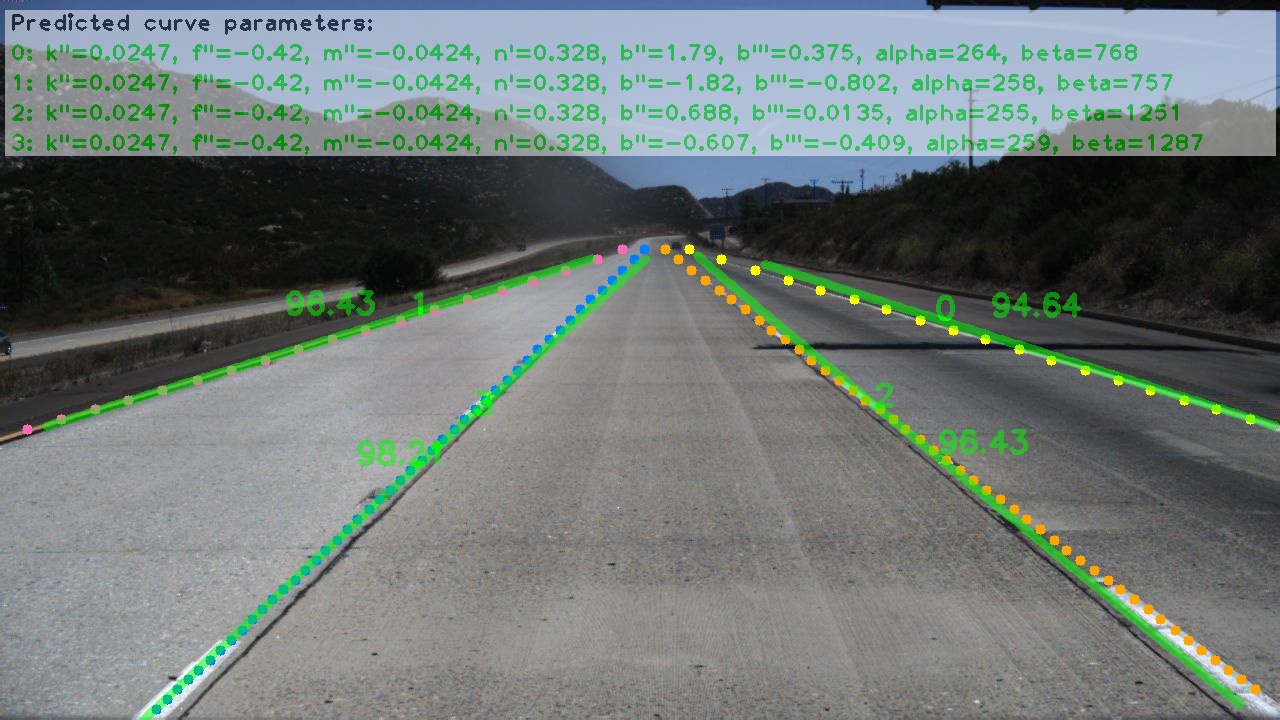 Predicted curve parameters:
0: k''=0.0247, f''=-0.42, m''=-0.0424, n'=0.328, b''=1.79, b'''=0.375, alpha=264, beta=768
1: k''=0.0247, f''=-0.42, m''=-0.0424, n'=0.328, b''=-1.82, b'''=-0.802, alpha=258, beta=757
2: k''=0.0247, f''=-0.42, m''=-0.0424, n'=0.328, b''=0.688, b'''=0.0135, alpha=255, beta=1251
3: k''=0.0247, f''=-0.42, m''=-0.0424, n'=0.328, b''=-0.607, b'''=-0.409, alpha=259, beta=1287
96.43 1 0 94.64
2
98.21 96.43